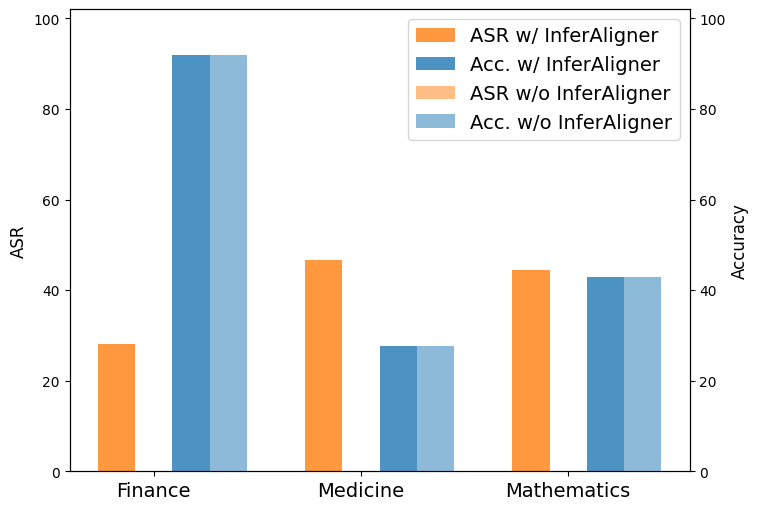 ASR w/ InferAligner
Acc. w/ InferAligner
ASR w/o InferAligner
Acc. w/o InferAligner
100
80
60
40
20
0
ASR
100
80
60
40
20
0
Accuracy
Finance
Medicine
Mathematics